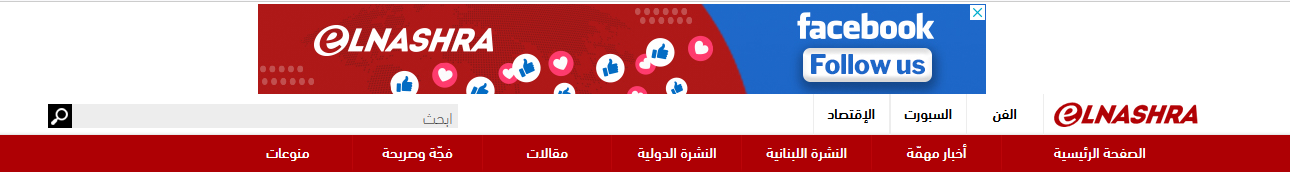 ELNASHRA
facebook
Follow us
ELNASHRA
الفن
السبورت
الإقتصاد
ابحث
الصفحة الرئيسية
أخبار مهمّة
النشرة اللبنانية
النشرة الدولية
مقالات
فجّة وصريحة
منوعات